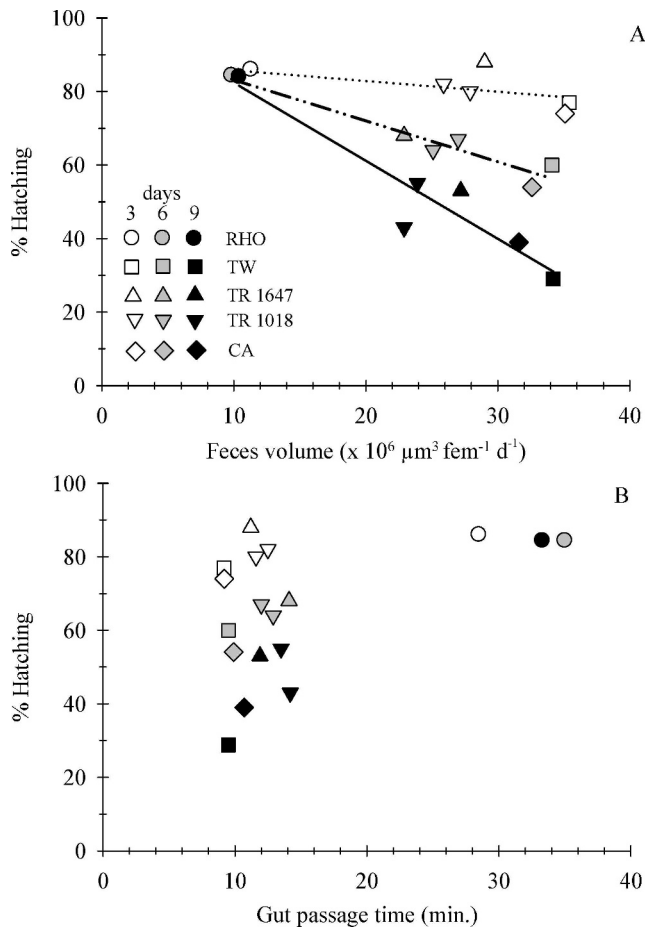 A
100
80
60
40
20
0
% Hatching
days
3 6 9
RHO
TW
TR 1647
TR 1018
CA
0 10 20 30 40
Feces volume (x 10⁶ µm³ fem⁻¹ d⁻¹)
B
100
80
60
40
20
0
% Hatching
0 10 20 30 40
Gut passage time (min.)